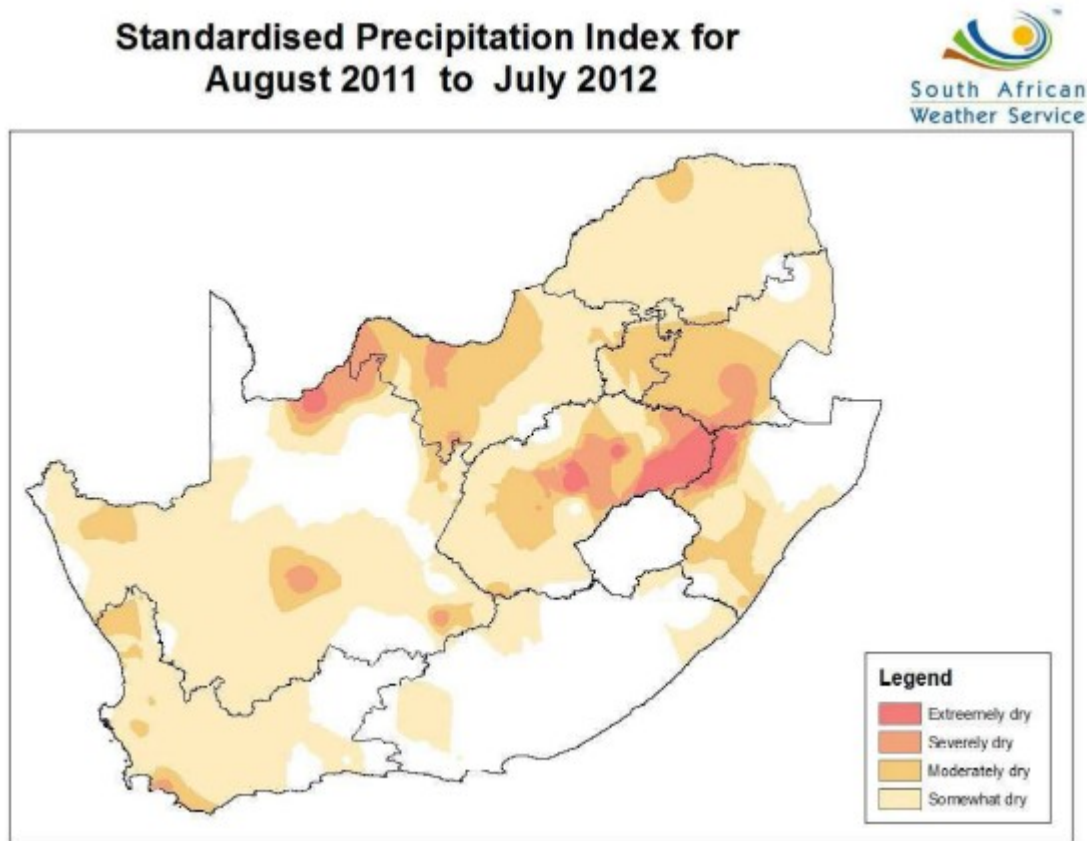 Standardised Precipitation Index for
August 2011 to July 2012
South African
Weather Service
Legend
Extreemely dry
Severely dry
Moderately dry
Somewhat dry